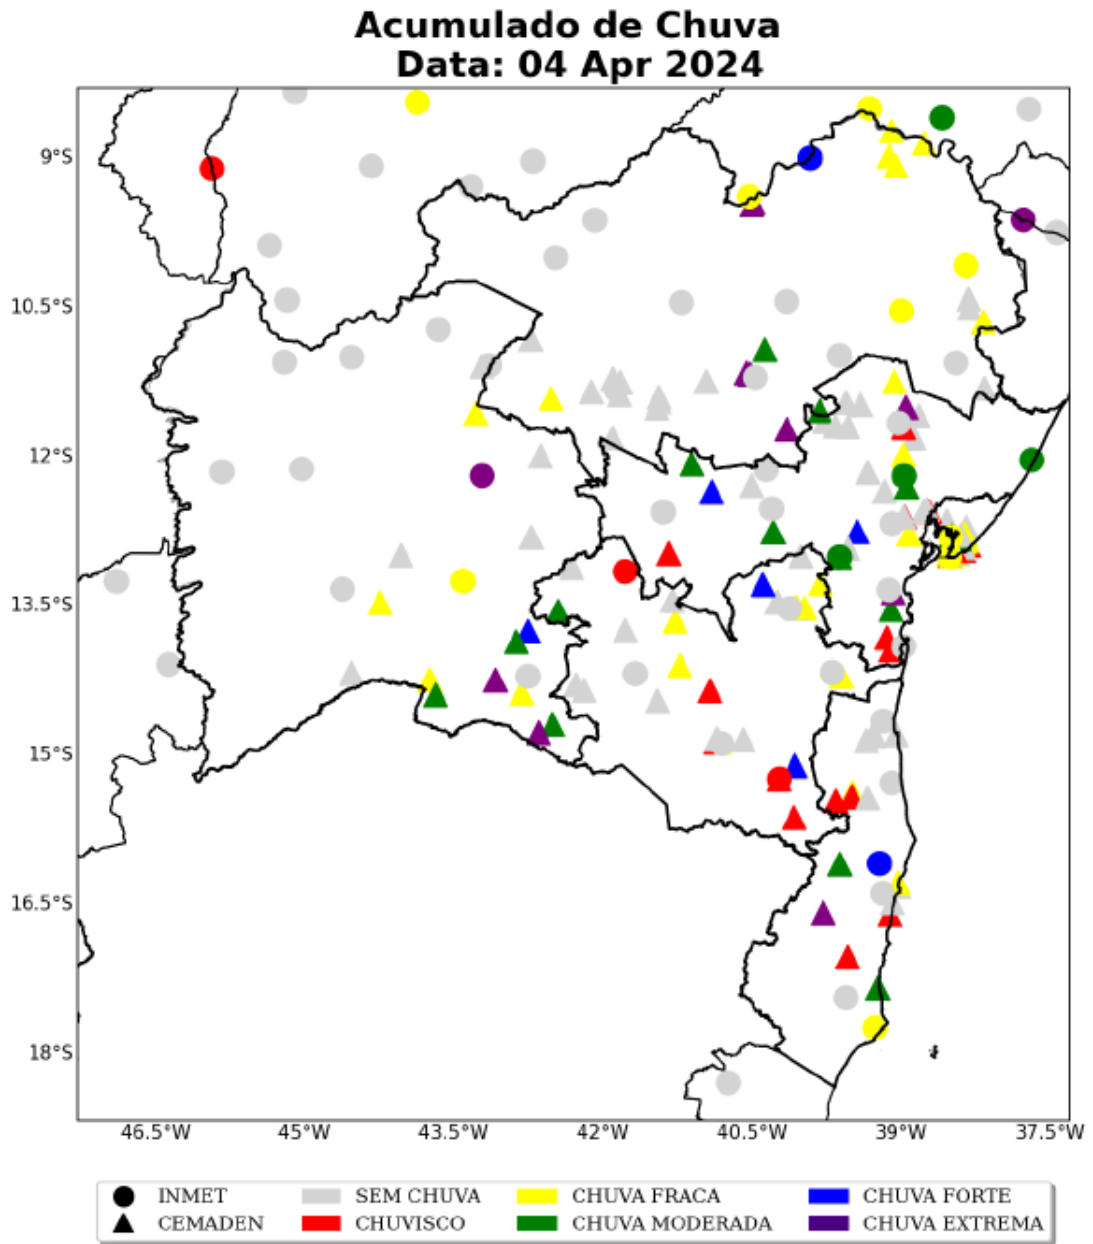 Acumulado de Chuva
Data: 04 Apr 2024
9°S
10.5°S
12°S
13.5°S
15°S
16.5°S
18°S
46.5°W 45°W 43.5°W 42°W 40.5°W 39°W 37.5°W
INMET SEM CHUVA CHUVA FRACA CHUVA FORTE
CEMADEN CHUVISCO CHUVA MODERADA CHUVA EXTREMA